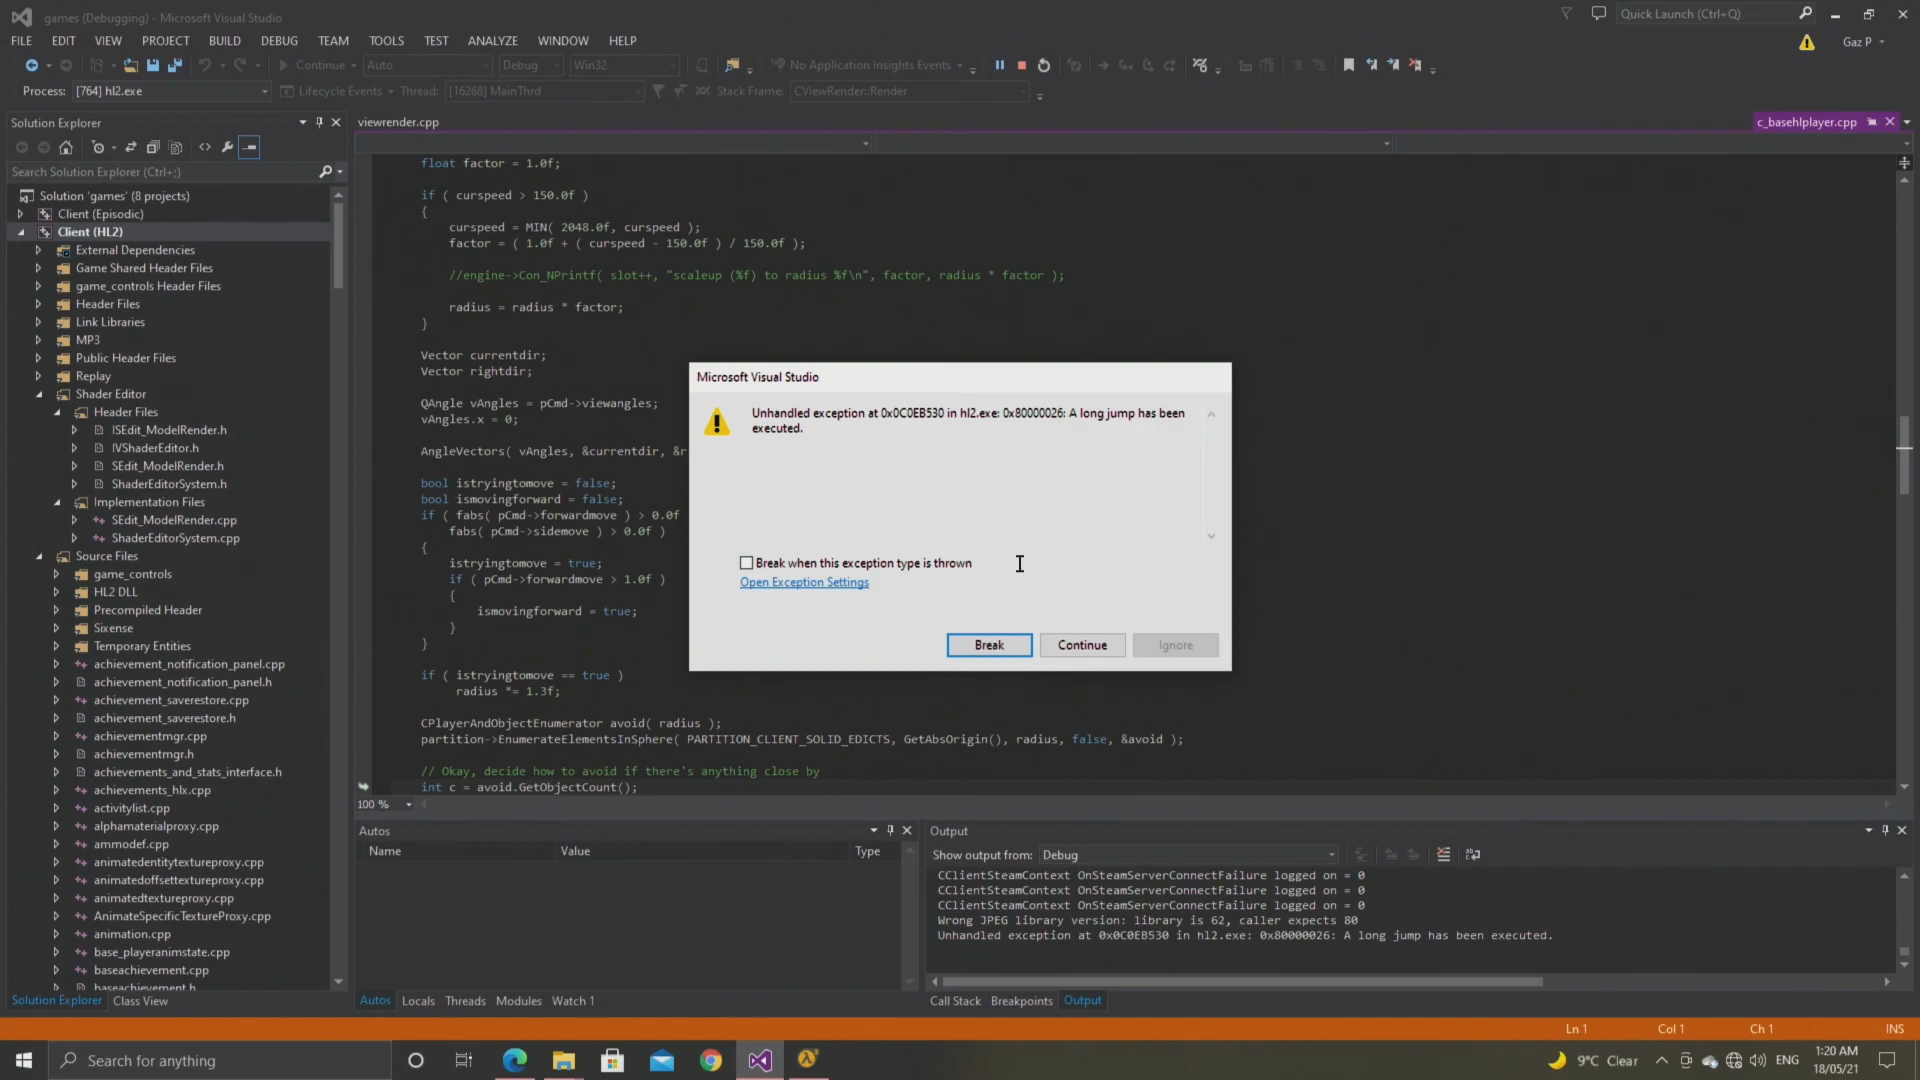 games (Debugging) - Microsoft Visual Studio
Quick Launch (Ctrl+Q)
FILE EDIT VIEW PROJECT BUILD DEBUG TEAM TOOLS TEST ANALYZE WINDOW HELP
Gaz P
Continue Auto Debug Win32 No Application Insights Events
Process: [764] hl2.exe Lifecycle Events Thread: [16268] MainThrd Stack Frame: CViewRender::Render
Solution Explorer
viewrender.cpp
c_basehlplayer.cpp
Search Solution Explorer (Ctrl+;)
Solution 'games' (8 projects)
Client (Episodic)
Client (HL2)
External Dependencies
Game Shared Header Files
game_controls Header Files
Header Files
Link Libraries
MP3
Public Header Files
Replay
Shader Editor
Header Files
ISEdit_ModelRender.h
IVShaderEditor.h
SEdit_ModelRender.h
ShaderEditorSystem.h
Implementation Files
SEdit_ModelRender.cpp
ShaderEditorSystem.cpp
Source Files
game_controls
HL2 DLL
Precompiled Header
Sixense
Temporary Entities
achievement_notification_panel.cpp
achievement_notification_panel.h
achievement_saverestore.cpp
achievement_saverestore.h
achievementmgr.cpp
achievementmgr.h
achievements_and_stats_interface.h
achievements_hlx.cpp
activitylist.cpp
alphamaterialproxy.cpp
ammodef.cpp
animatedentitytextureproxy.cpp
animatedoffsettextureproxy.cpp
animatedtextureproxy.cpp
AnimateSpecificTextureProxy.cpp
animation.cpp
base_playeranimstate.cpp
baseachievement.cpp
baseachievement.h
Solution Explorer Class View
float factor = 1.0f;
if ( curspeed > 150.0f )
{
curspeed = MIN( 2048.0f, curspeed );
factor = ( 1.0f + ( curspeed - 150.0f ) / 150.0f );
//engine->Con_NPrintf( slot++, "scaleup (%f) to radius %f\n", factor, radius * factor );
radius = radius * factor;
}
Vector currentdir;
Vector rightdir;
QAngle vAngles = pCmd->viewangles;
vAngles.x = 0;
AngleVectors( vAngles, &currentdir, &r
bool istryingtomove = false;
bool ismovingforward = false;
if ( fabs( pCmd->forwardmove ) > 0.0f
fabs( pCmd->sidemove ) > 0.0f )
{
istryingtomove = true;
if ( pCmd->forwardmove > 1.0f )
{
ismovingforward = true;
}
}
if ( istryingtomove == true )
radius *= 1.3f;
CPlayerAndObjectEnumerator avoid( radius );
partition->EnumerateElementsInSphere( PARTITION_CLIENT_SOLID_EDICTS, GetAbsOrigin(), radius, false, &avoid );
// Okay, decide how to avoid if there's anything close by
int c = avoid.GetObjectCount();
100 %
Microsoft Visual Studio
Unhandled exception at 0x0C0EB530 in hl2.exe: 0x80000026: A long jump has been
executed.
Break when this exception type is thrown
Open Exception Settings
Break Continue Ignore
Autos
Name Value Type
Autos Locals Threads Modules Watch 1
Output
Show output from: Debug
CClientSteamContext OnSteamServerConnectFailure logged on = 0
CClientSteamContext OnSteamServerConnectFailure logged on = 0
CClientSteamContext OnSteamServerConnectFailure logged on = 0
Wrong JPEG library version: library is 62, caller expects 80
Unhandled exception at 0x0C0EB530 in hl2.exe: 0x80000026: A long jump has been executed.
Call Stack Breakpoints Output
Ln 1 Col 1 Ch 1 INS
Search for anything
9°C Clear
ENG
1:20 AM
18/05/21